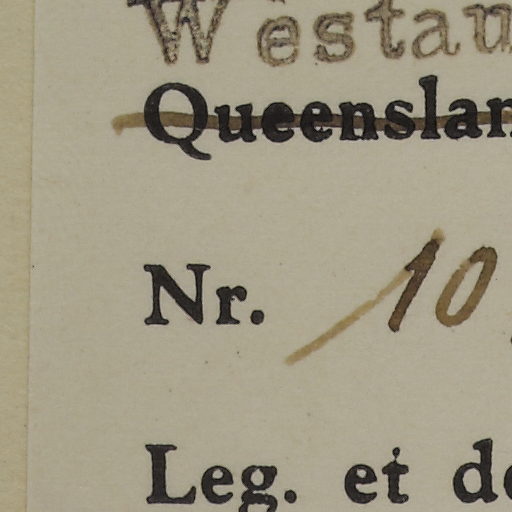 Westau
Queenslan
Nr. 10
Leg. et de